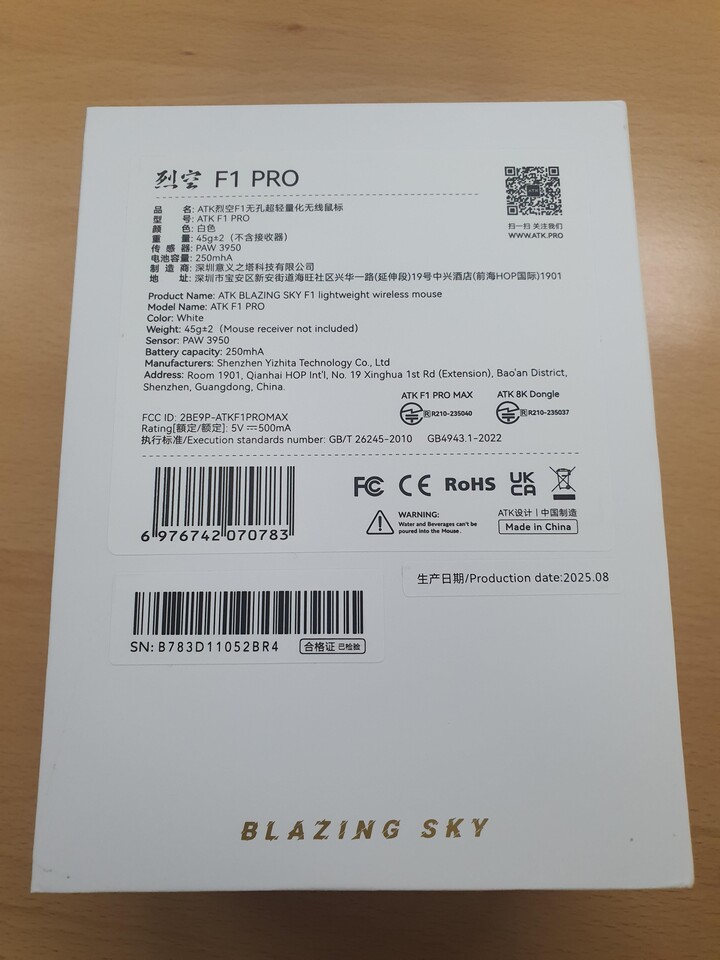 烈空 F1 PRO
扫一扫 关注我们
WWW.ATK.PRO
品 名: ATK烈空F1无孔超轻量化无线鼠标
型 号: ATK F1 PRO
颜 色: 白色
重 量: 45g±2（不含接收器）
传 感 器: PAW 3950
电池容量: 250mhA
制 造 商: 深圳意义之塔科技有限公司
地 址: 深圳市宝安区新安街道海旺社区兴华一路(延伸段)19号中兴酒店(前海HOP国际)1901
Product Name: ATK BLAZING SKY F1 lightweight wireless mouse
Model Name: ATK F1 PRO
Color: White
Weight: 45g±2（Mouse receiver not included）
Sensor: PAW 3950
Battery capacity: 250mhA
Manufacturers: Shenzhen Yizhita Technology Co., Ltd
Address: Room 1901, Qianhai HOP Int'l, No. 19 Xinghua 1st Rd (Extension), Bao'an District,
Shenzhen, Guangdong, China.
ATK F1 PRO MAX
R R210-235040
ATK 8K Dongle
R R210-235037
FCC ID: 2BE9P-ATKF1PROMAX
Rating[額定/额定]: 5V⎓500mA
执行标准/Execution standards number: GB/T 26245-2010 GB4943.1-2022
FC CE RoHS UK CA
6 976742 070783
WARNING:
Water and Beverages can't be
poured into the Mouse.
ATK设计 | 中国制造
Made in China
生产日期/Production date:2025.08
SN: B783D11052BR4
合格证 已检验
BLAZING SKY